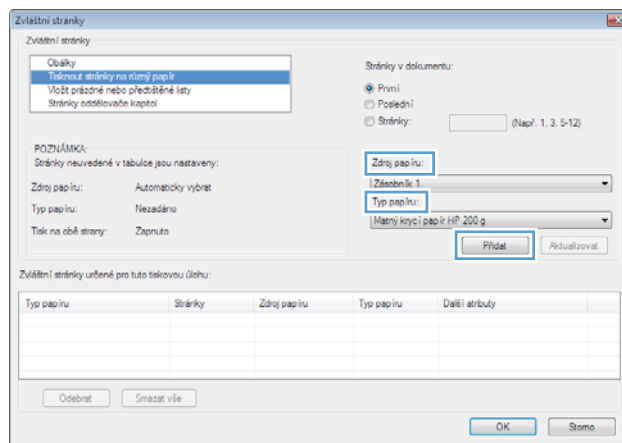 Zvláštní stránky
Zvláštní stránky
Obálky
Tisknout stránky na různý papír
Vložit prázdné nebo předtištěné listy
Stránky oddělovače kapitol
Stránky v dokumentu:
První
Poslední
Stránky:
(Např. 1, 3, 5-12)
POZNÁMKA:
Stránky neuvedené v tabulce jsou nastaveny:
Zdroj papíru: Automaticky vybrat
Typ papíru: Nezadáno
Tisk na obě strany: Zapnuto
Zdroj papíru:
Zásobník 1
Typ papíru:
Matný krycí papír HP 200 g
Přidat
Aktualizovat
Zvláštní stránky určené pro tuto tiskovou úlohu:
Typ papíru Stránky Zdroj papíru Typ papíru Další atributy
Odebrat
Smazat vše
OK
Storno